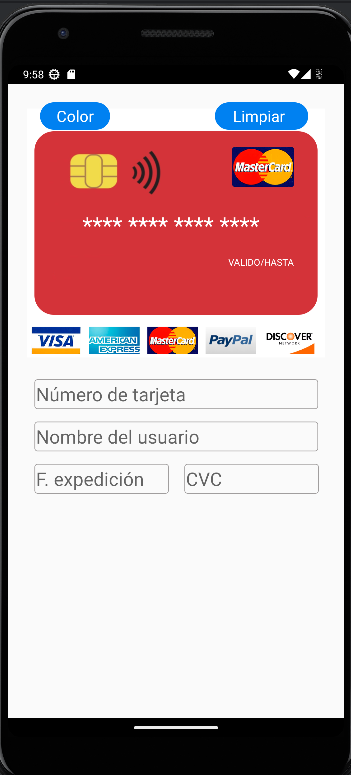 9:58
Color Limpiar
MasterCard
**** **** **** ****
VALIDO/HASTA
VISA AMERICAN EXPRESS MasterCard PayPal DISCOVER NETWORK
Número de tarjeta
Nombre del usuario
F. expedición CVC